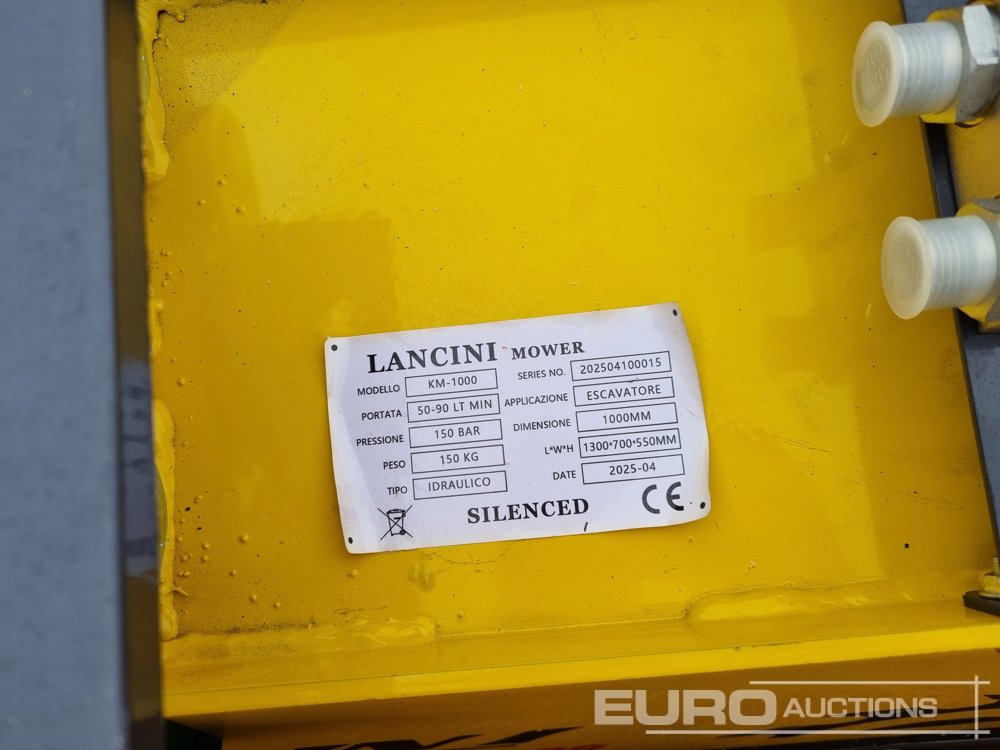 LANCINI MOWER
MODELLO KM-1000
PORTATA 50-90 LT MIN
PRESSIONE 150 BAR
PESO 150 KG
TIPO IDRAULICO
SERIES NO. 202504100015
APPLICAZIONE ESCAVATORE
DIMENSIONE 1000MM
L*W*H 1300*700*550MM
DATE 2025-04
SILENCED CE
EURO AUCTIONS